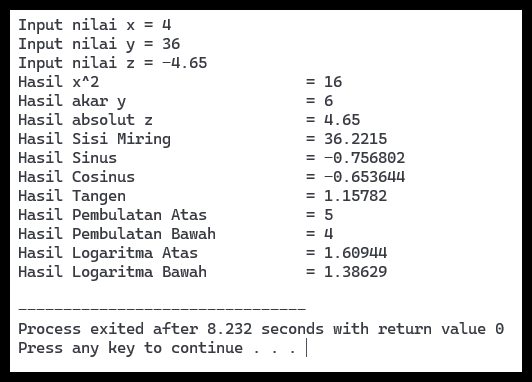 Input nilai x = 4
Input nilai y = 36
Input nilai z = -4.65
Hasil x^2 = 16
Hasil akar y = 6
Hasil absolut z = 4.65
Hasil Sisi Miring = 36.2215
Hasil Sinus = -0.756802
Hasil Cosinus = -0.653644
Hasil Tangen = 1.15782
Hasil Pembulatan Atas = 5
Hasil Pembulatan Bawah = 4
Hasil Logaritma Atas = 1.60944
Hasil Logaritma Bawah = 1.38629
--------------------------------
Process exited after 8.232 seconds with return value 0
Press any key to continue . . .